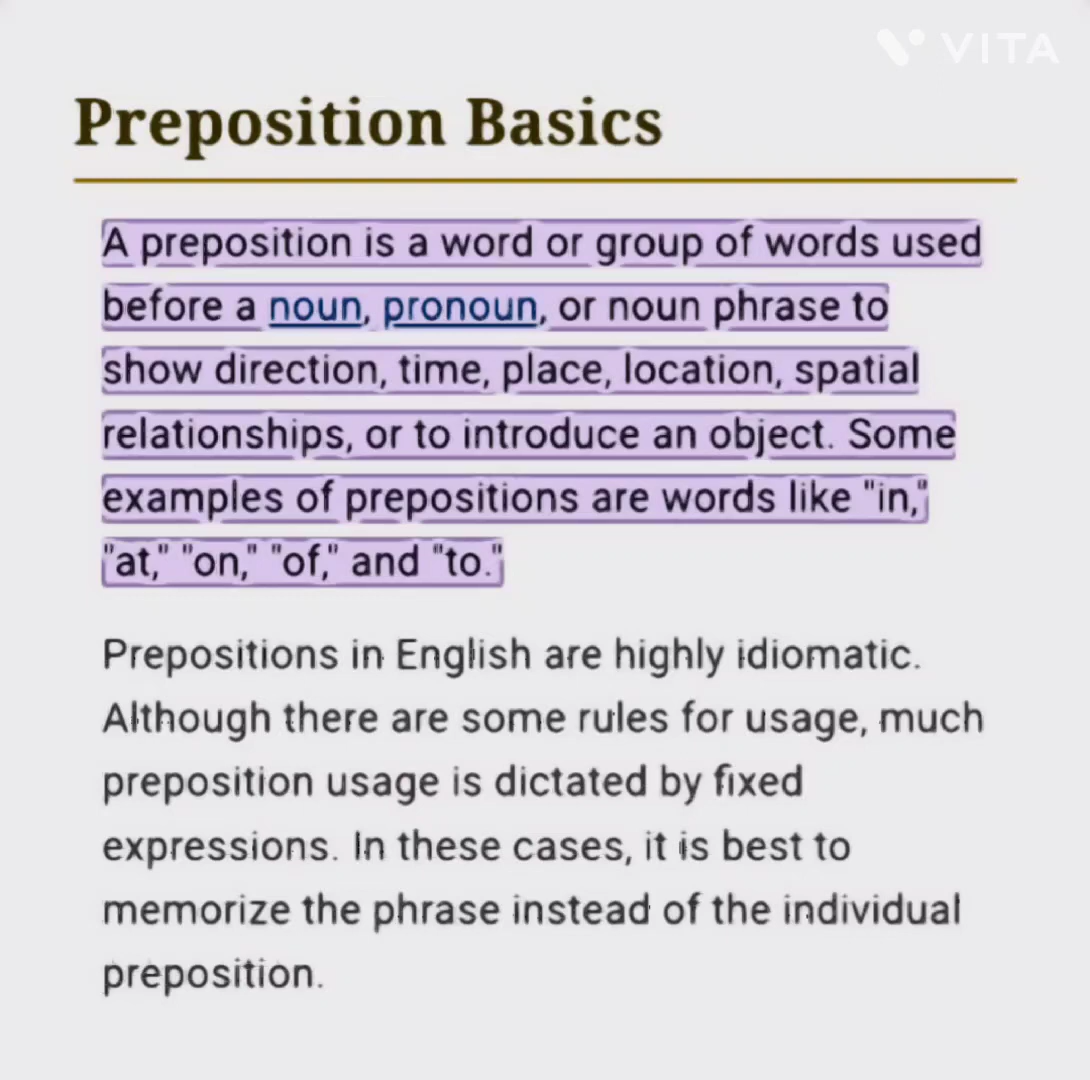 VITA
Preposition Basics
A preposition is a word or group of words used
before a noun, pronoun, or noun phrase to
show direction, time, place, location, spatial
relationships, or to introduce an object. Some
examples of prepositions are words like "in,"
"at," "on," "of," and "to."
Prepositions in English are highly idiomatic.
Although there are some rules for usage, much
preposition usage is dictated by fixed
expressions. In these cases, it is best to
memorize the phrase instead of the individual
preposition.